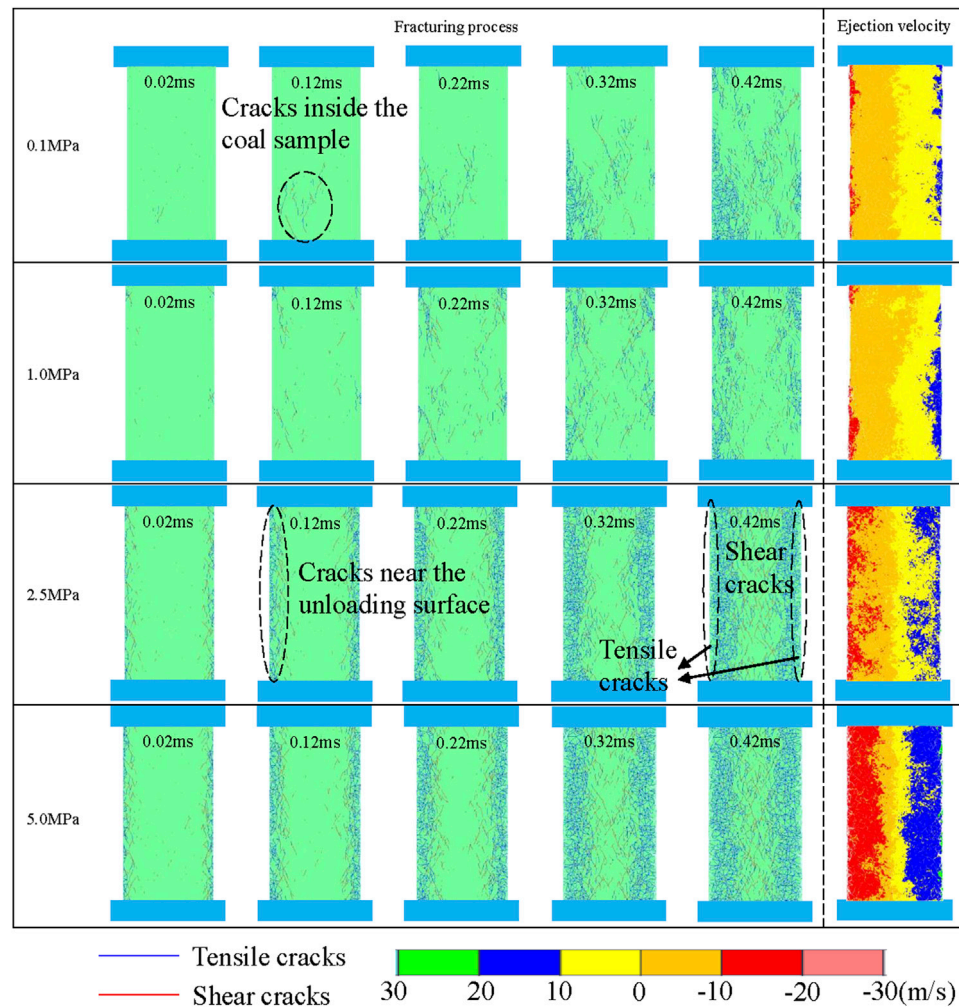 Fracturing process
Ejection velocity
0.1MPa
0.02ms
0.12ms
0.22ms
0.32ms
0.42ms
Cracks inside the
coal sample
1.0MPa
0.02ms
0.12ms
0.22ms
0.32ms
0.42ms
2.5MPa
0.02ms
0.12ms
0.22ms
0.32ms
0.42ms
Cracks near the
unloading surface
Shear
cracks
Tensile
cracks
5.0MPa
0.02ms
0.12ms
0.22ms
0.32ms
0.42ms
Tensile cracks
Shear cracks
30 20 10 0 -10 -20 -30(m/s)